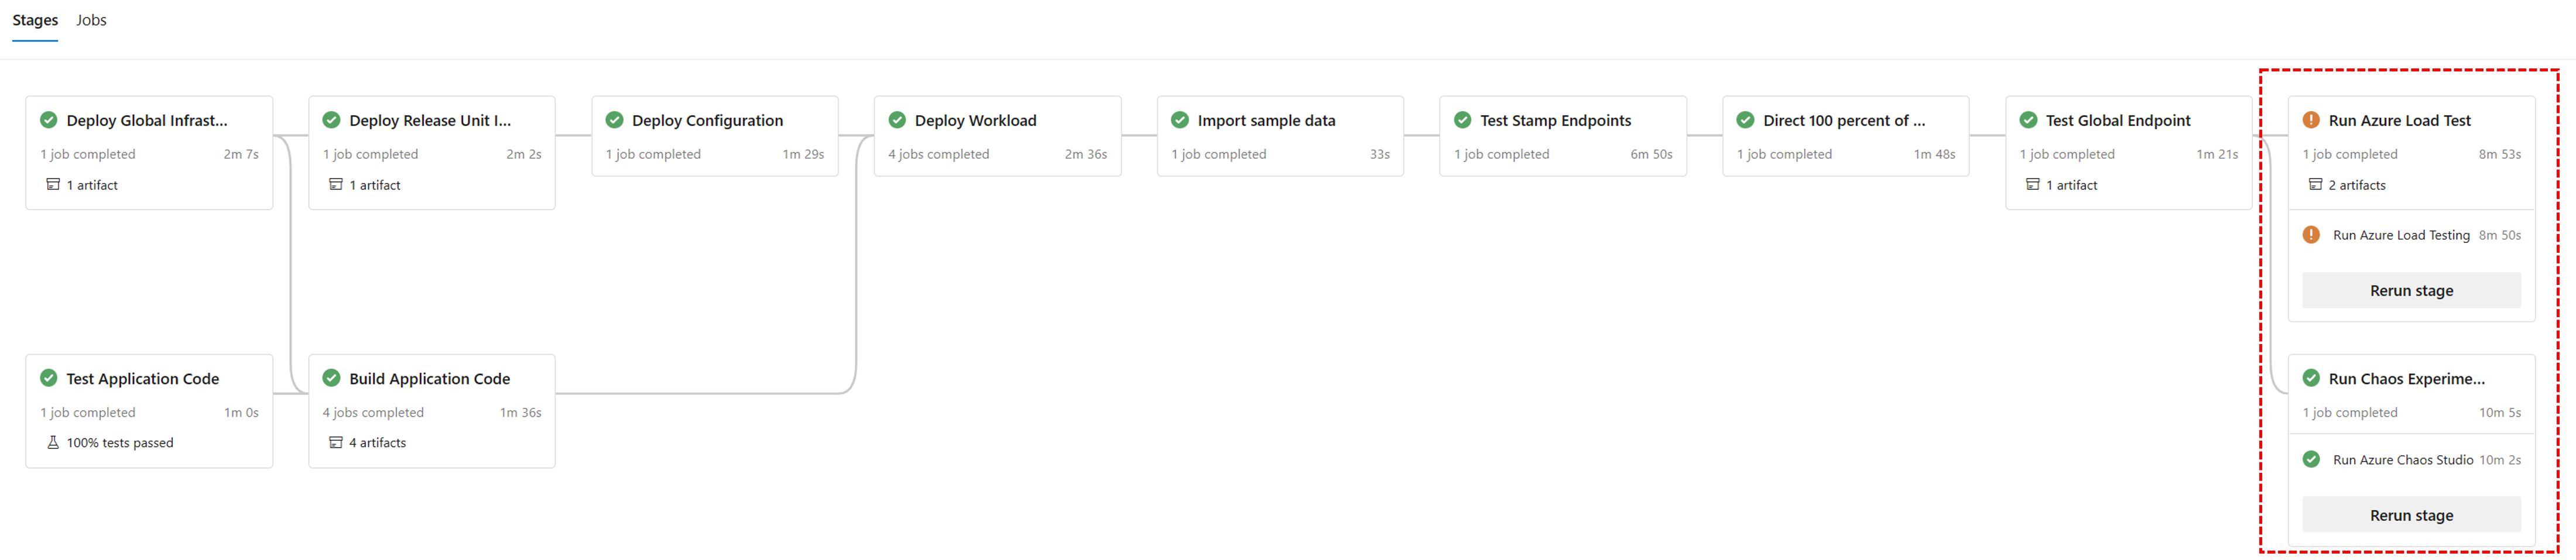 Stages Jobs
Deploy Global Infrast...
1 job completed 2m 7s
1 artifact
Deploy Release Unit I...
1 job completed 2m 2s
1 artifact
Deploy Configuration
1 job completed 1m 29s
Deploy Workload
4 jobs completed 2m 36s
Import sample data
1 job completed 33s
Test Stamp Endpoints
1 job completed 6m 50s
Direct 100 percent of ...
1 job completed 1m 48s
Test Global Endpoint
1 job completed 1m 21s
1 artifact
Run Azure Load Test
1 job completed 8m 53s
2 artifacts
Run Azure Load Testing 8m 50s
Rerun stage
Test Application Code
1 job completed 1m 0s
100% tests passed
Build Application Code
4 jobs completed 1m 36s
4 artifacts
Run Chaos Experime...
1 job completed 10m 5s
Run Azure Chaos Studio 10m 2s
Rerun stage